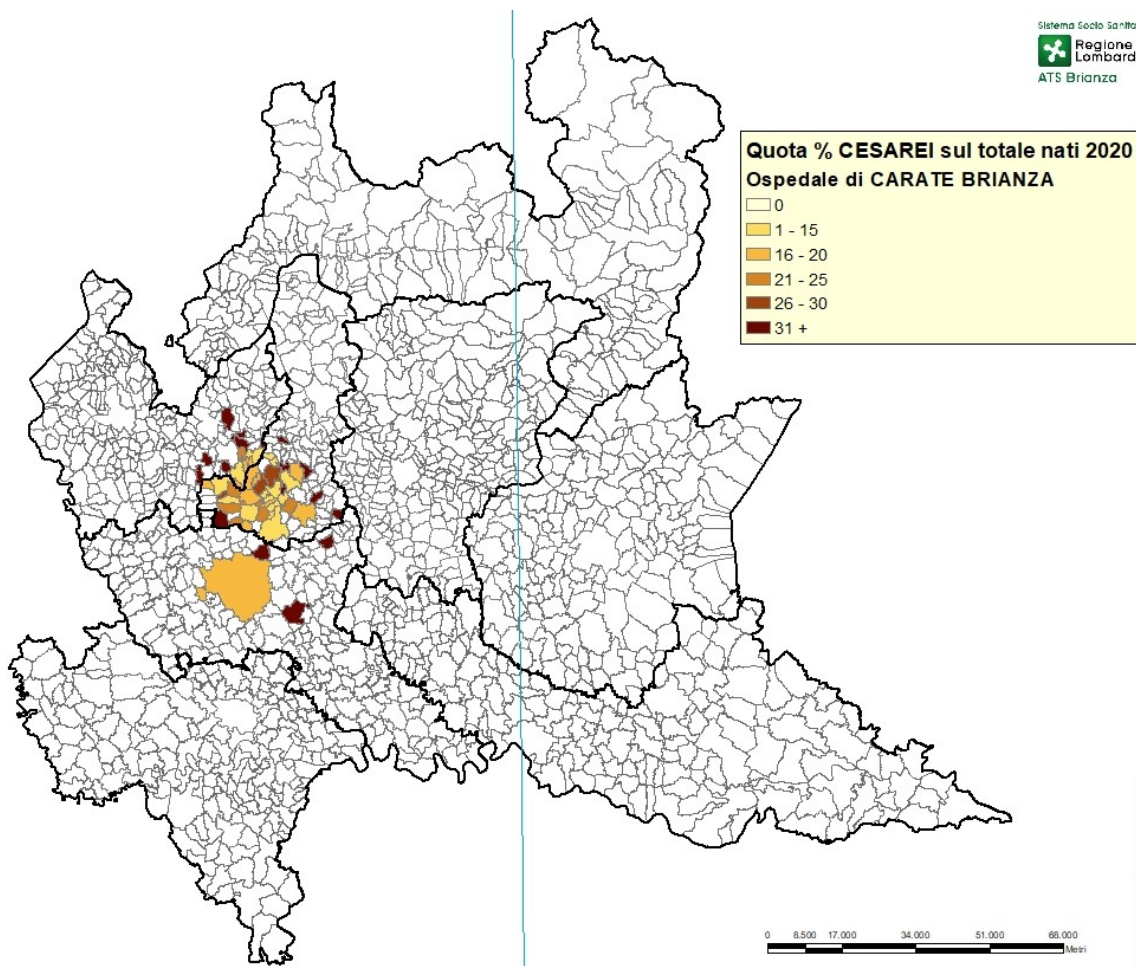 Sistema Socio Sanita
Regione
Lombard
ATS Brianza
Quota % CESAREI sul totale nati 2020
Ospedale di CARATE BRIANZA
0
1 - 15
16 - 20
21 - 25
26 - 30
31 +
0 8.500 17.000 34.000 51.000 68.000
Metri